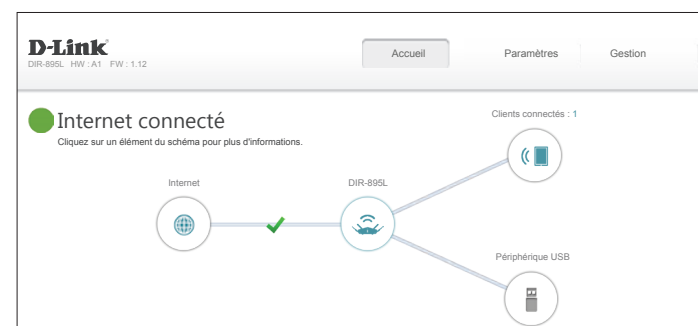 D-Link
DIR-895L HW : A1 FW : 1.12
Accueil
Paramètres
Gestion
Internet connecté
Cliquez sur un élément du schéma pour plus d'informations.
Clients connectés : 1
Internet
DIR-895L
Périphérique USB